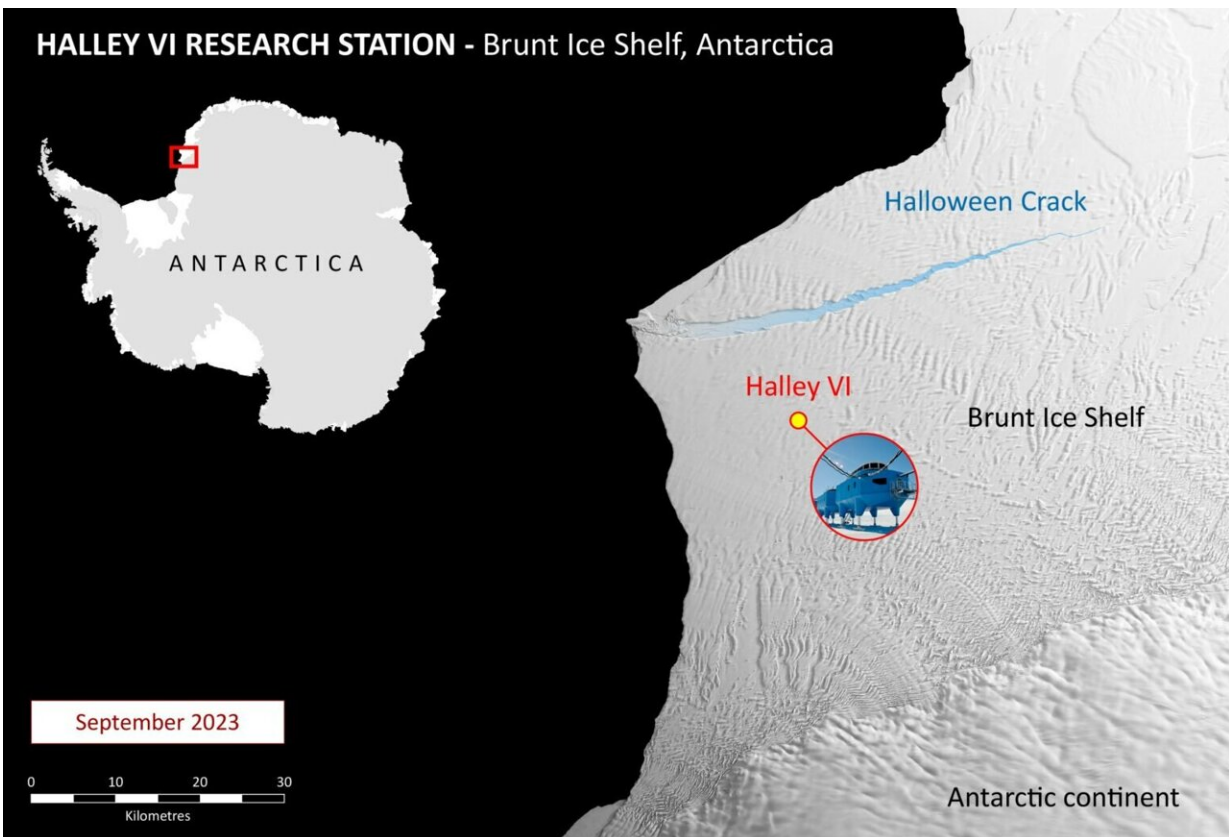 HALLEY VI RESEARCH STATION - Brunt Ice Shelf, Antarctica
ANTARCTICA
Halloween Crack
Halley VI
Brunt Ice Shelf
September 2023
0 10 20 30
Kilometres
Antarctic continent